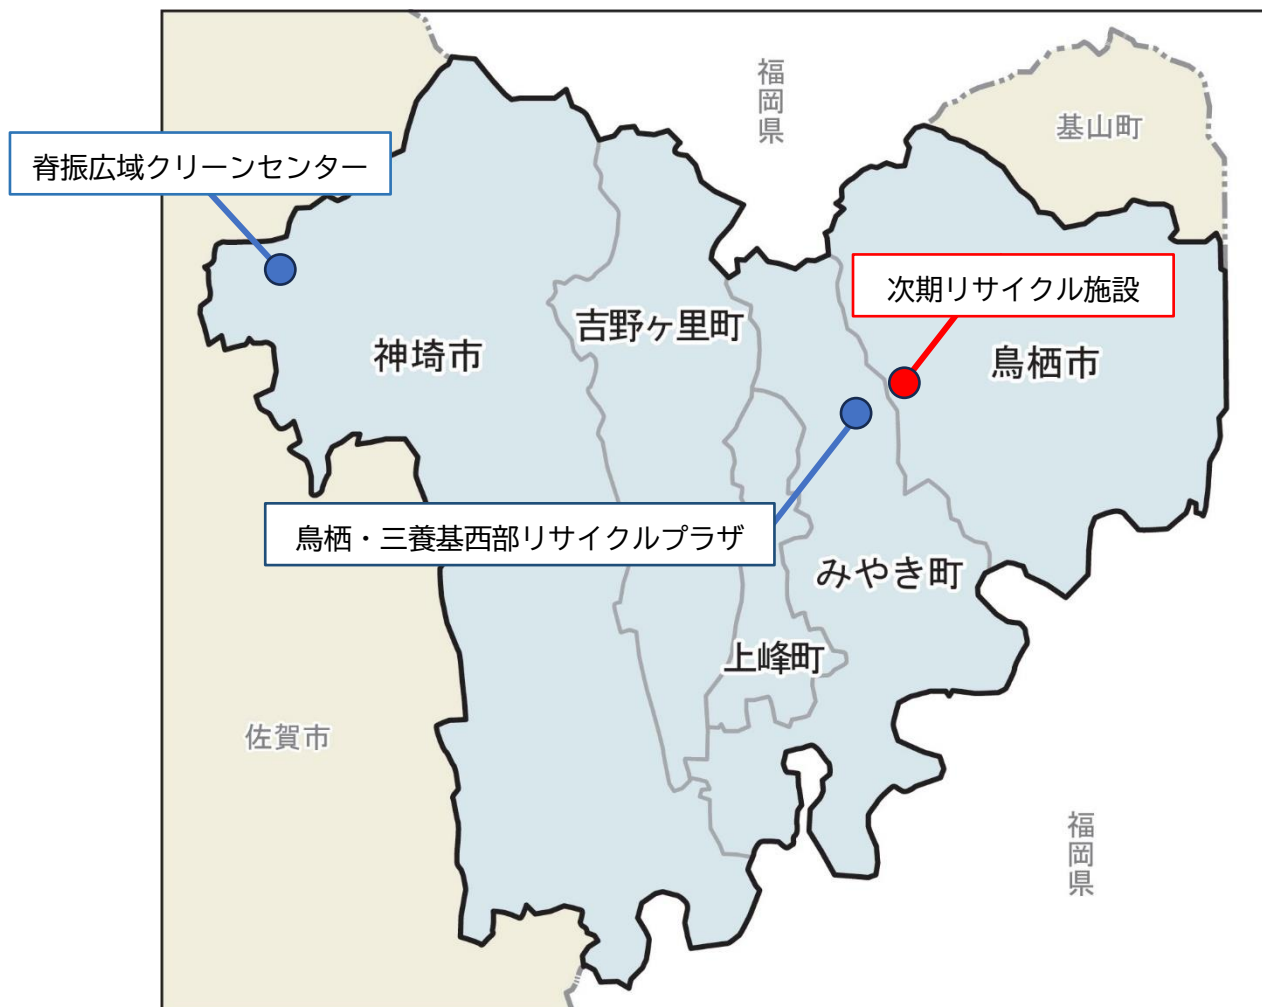 福岡県
基山町
脊振広域クリーンセンター
次期リサイクル施設
吉野ヶ里町
神埼市
鳥栖市
鳥栖・三養基西部リサイクルプラザ
みやき町
上峰町
佐賀市
福岡県